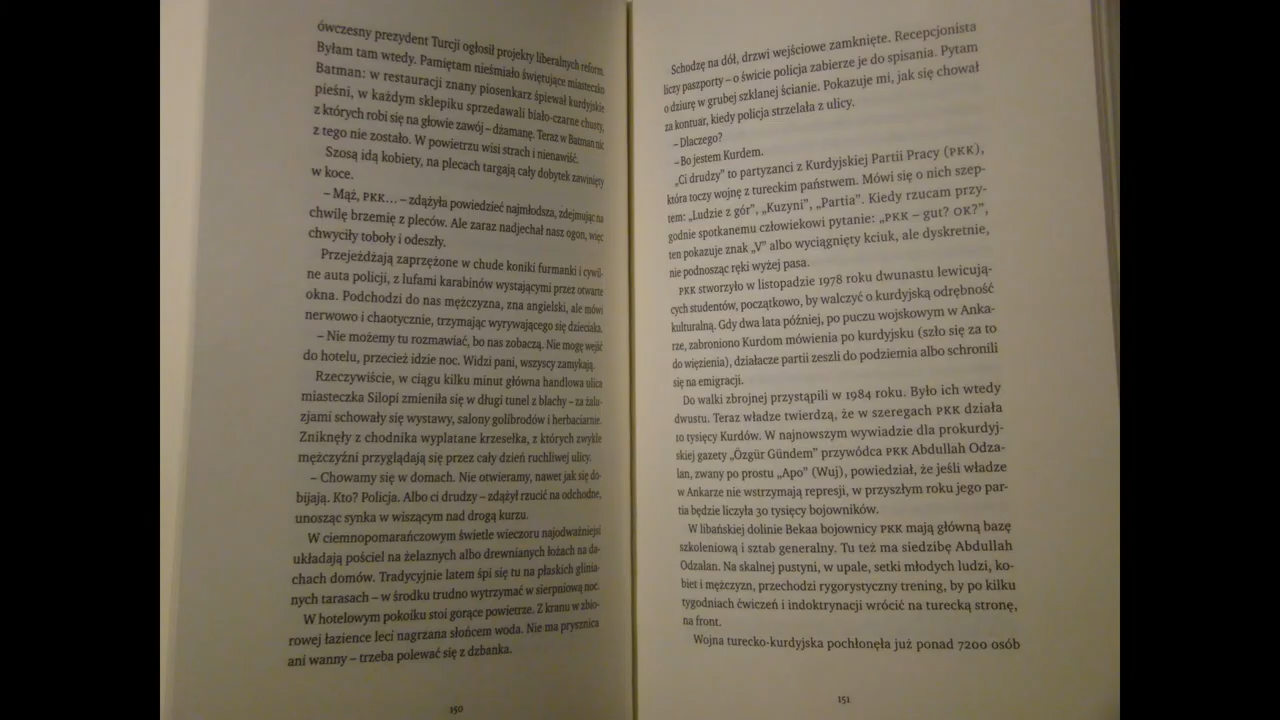 ówczesny prezydent Turcji ogłosił projekty liberalnych reform.
Byłam tam wtedy. Pamiętam nieśmiało świętujące miasteczko
Batman: w restauracji znany piosenkarz śpiewał kurdyjskie
pieśni, w każdym sklepiku sprzedawali biało-czarne chusty,
z których robi się na głowie zawój – dżamanę. Teraz w Batman nic
z tego nie zostało. W powietrzu wisi strach i nienawiść.
Szosą idą kobiety, na plecach targają cały dobytek zawinięty
w koce.
– Mąż, PKK... – zdążyła powiedzieć najmłodsza, zdejmując na
chwilę brzemię z pleców. Ale zaraz nadjechał nasz ogon, więc
chwyciły toboły i odeszły.
Przejeżdżają zaprzężone w chude koniki furmanki i cywil-
ne auta policji, z lufami karabinów wystającymi przez otwarte
okna. Podchodzi do nas mężczyzna, zna angielski, ale mówi
nerwowo i chaotycznie, trzymając wyrywającego się dzieciaka.
– Nie możemy tu rozmawiać, bo nas zobaczą. Nie mogę wejść
do hotelu, przecież idzie noc. Widzi pani, wszyscy zamykają.
Rzeczywiście, w ciągu kilku minut główna handlowa ulica
miasteczka Silopi zmieniła się w długi tunel z blachy – za żalu-
zjami schowały się wystawy, salony golibrodów i herbaciarnie.
Zniknęły z chodnika wyplatane krzesełka, z których zwykle
mężczyźni przyglądają się przez cały dzień ruchliwej ulicy.
– Chowamy się w domach. Nie otwieramy, nawet jak się do-
bijają. Kto? Policja. Albo ci drudzy – zdążył rzucić na odchodne,
unosząc synka w wiszącym nad drogą kurzu.
W ciemnopomarańczowym świetle wieczoru najodważniejsi
układają pościel na żelaznych albo drewnianych łożach na da-
chach domów. Tradycyjnie latem śpi się tu na płaskich glinia-
nych tarasach – w środku trudno wytrzymać w sierpniową noc.
W hotelowym pokoiku stoi gorące powietrze. Z kranu w zbio-
rowej łazience leci nagrzana słońcem woda. Nie ma prysznica
ani wanny – trzeba polewać się z dzbanka.
150
Schodzę na dół, drzwi wejściowe zamknięte. Recepcjonista
liczy paszporty – o świcie policja zabierze je do spisania. Pytam
o dziurę w grubej szklanej ścianie. Pokazuje mi, jak się chował
za kontuar, kiedy policja strzelała z ulicy.
– Dlaczego?
– Bo jestem Kurdem.
„Ci drudzy” to partyzanci z Kurdyjskiej Partii Pracy (PKK),
która toczy wojnę z tureckim państwem. Mówi się o nich szep-
tem: „Ludzie z gór”, „Kuzyni”, „Partia”. Kiedy rzucam przy-
godnie spotkanemu człowiekowi pytanie: „PKK – gut? OK?”,
ten pokazuje znak „V” albo wyciągnięty kciuk, ale dyskretnie,
nie podnosząc ręki wyżej pasa.
PKK stworzyło w listopadzie 1978 roku dwunastu lewicują-
cych studentów, początkowo, by walczyć o kurdyjską odrębność
kulturalną. Gdy dwa lata później, po puczu wojskowym w Anka-
rze, zabroniono Kurdom mówienia po kurdyjsku (szło się za to
do więzienia), działacze partii zeszli do podziemia albo schronili
się na emigracji.
Do walki zbrojnej przystąpili w 1984 roku. Było ich wtedy
dwustu. Teraz władze twierdzą, że w szeregach PKK działa
10 tysięcy Kurdów. W najnowszym wywiadzie dla prokurdyj-
skiej gazety „Özgür Gündem” przywódca PKK Abdullah Odza-
lan, zwany po prostu „Apo” (Wuj), powiedział, że jeśli władze
w Ankarze nie wstrzymają represji, w przyszłym roku jego par-
tia będzie liczyła 30 tysięcy bojowników.
W libańskiej dolinie Bekaa bojownicy PKK mają główną bazę
szkoleniową i sztab generalny. Tu też ma siedzibę Abdullah
Odzalan. Na skalnej pustyni, w upale, setki młodych ludzi, ko-
biet i mężczyzn, przechodzi rygorystyczny trening, by po kilku
tygodniach ćwiczeń i indoktrynacji wrócić na turecką stronę,
na front.
Wojna turecko-kurdyjska pochłonęła już ponad 7200 osób
151